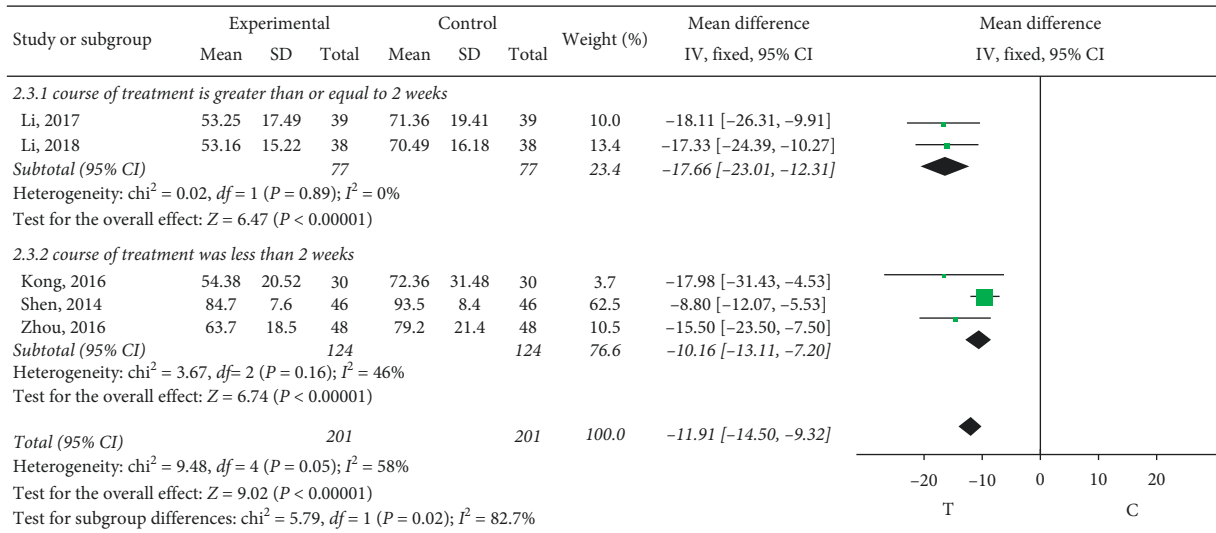 Study or subgroup Experimental Control Weight (%) Mean difference Mean difference
Mean SD Total Mean SD Total IV, fixed, 95% CI IV, fixed, 95% CI
2.3.1 course of treatment is greater than or equal to 2 weeks
Li, 2017 53.25 17.49 39 71.36 19.41 39 10.0 –18.11 [–26.31, –9.91]
Li, 2018 53.16 15.22 38 70.49 16.18 38 13.4 –17.33 [–24.39, –10.27]
Subtotal (95% CI) 77 77 23.4 –17.66 [–23.01, –12.31]
Heterogeneity: chi² = 0.02, df = 1 (P = 0.89); I² = 0%
Test for the overall effect: Z = 6.47 (P < 0.00001)
2.3.2 course of treatment was less than 2 weeks
Kong, 2016 54.38 20.52 30 72.36 31.48 30 3.7 –17.98 [–31.43, –4.53]
Shen, 2014 84.7 7.6 46 93.5 8.4 46 62.5 –8.80 [–12.07, –5.53]
Zhou, 2016 63.7 18.5 48 79.2 21.4 48 10.5 –15.50 [–23.50, –7.50]
Subtotal (95% CI) 124 124 76.6 –10.16 [–13.11, –7.20]
Heterogeneity: chi² = 3.67, df= 2 (P = 0.16); I² = 46%
Test for the overall effect: Z = 6.74 (P < 0.00001)
Total (95% CI) 201 201 100.0 –11.91 [–14.50, –9.32]
Heterogeneity: chi² = 9.48, df = 4 (P = 0.05); I² = 58%
Test for the overall effect: Z = 9.02 (P < 0.00001)
Test for subgroup differences: chi² = 5.79, df = 1 (P = 0.02); I² = 82.7%
–20 –10 0 10 20
T C